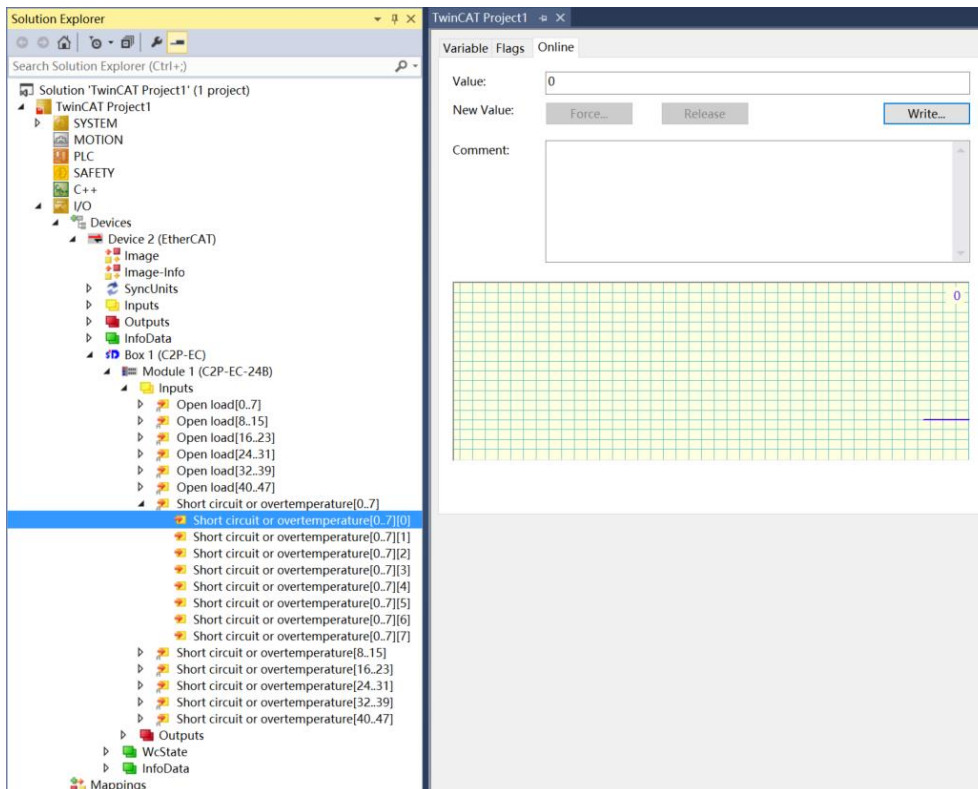 Solution Explorer
Search Solution Explorer (Ctrl+;)
Solution 'TwinCAT Project1' (1 project)
TwinCAT Project1
SYSTEM
MOTION
PLC
SAFETY
C++
I/O
Devices
Device 2 (EtherCAT)
Image
Image-Info
SyncUnits
Inputs
Outputs
InfoData
Box 1 (C2P-EC)
Module 1 (C2P-EC-24B)
Inputs
Open load[0..7]
Open load[8..15]
Open load[16..23]
Open load[24..31]
Open load[32..39]
Open load[40..47]
Short circuit or overtemperature[0..7]
Short circuit or overtemperature[0..7][0]
Short circuit or overtemperature[0..7][1]
Short circuit or overtemperature[0..7][2]
Short circuit or overtemperature[0..7][3]
Short circuit or overtemperature[0..7][4]
Short circuit or overtemperature[0..7][5]
Short circuit or overtemperature[0..7][6]
Short circuit or overtemperature[0..7][7]
Short circuit or overtemperature[8..15]
Short circuit or overtemperature[16..23]
Short circuit or overtemperature[24..31]
Short circuit or overtemperature[32..39]
Short circuit or overtemperature[40..47]
Outputs
WcState
InfoData
Mappings
TwinCAT Project1
Variable Flags Online
Value: 0
New Value: Force... Release Write...
Comment:
0